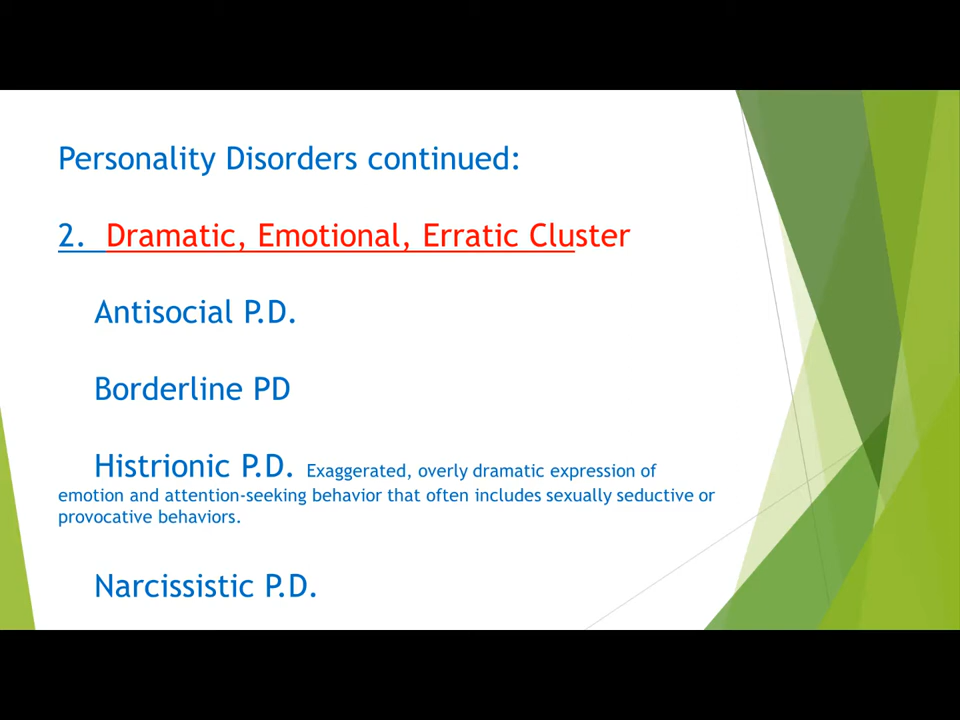 Personality Disorders continued:
2. Dramatic, Emotional, Erratic Cluster
Antisocial P.D.
Borderline PD
Histrionic P.D. Exaggerated, overly dramatic expression of
emotion and attention-seeking behavior that often includes sexually seductive or
provocative behaviors.
Narcissistic P.D.